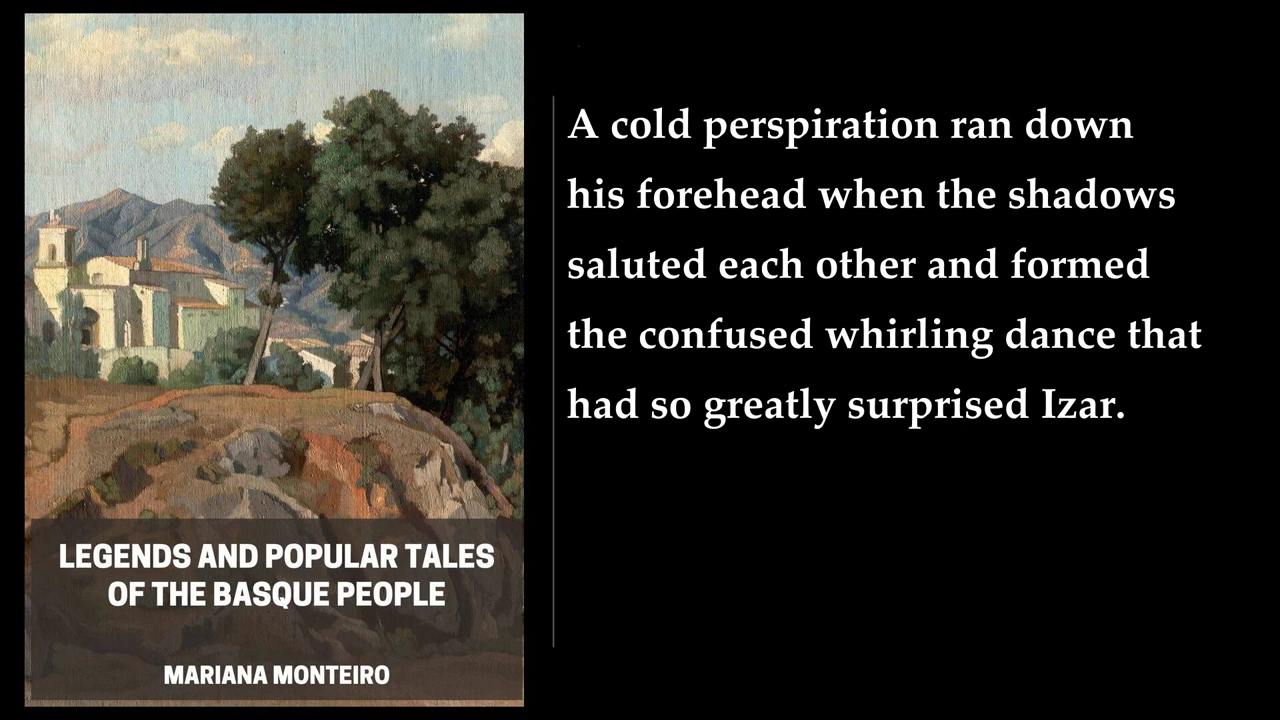 LEGENDS AND POPULAR TALES
OF THE BASQUE PEOPLE
MARIANA MONTEIRO
A cold perspiration ran down
his forehead when the shadows
saluted each other and formed
the confused whirling dance that
had so greatly surprised Izar.